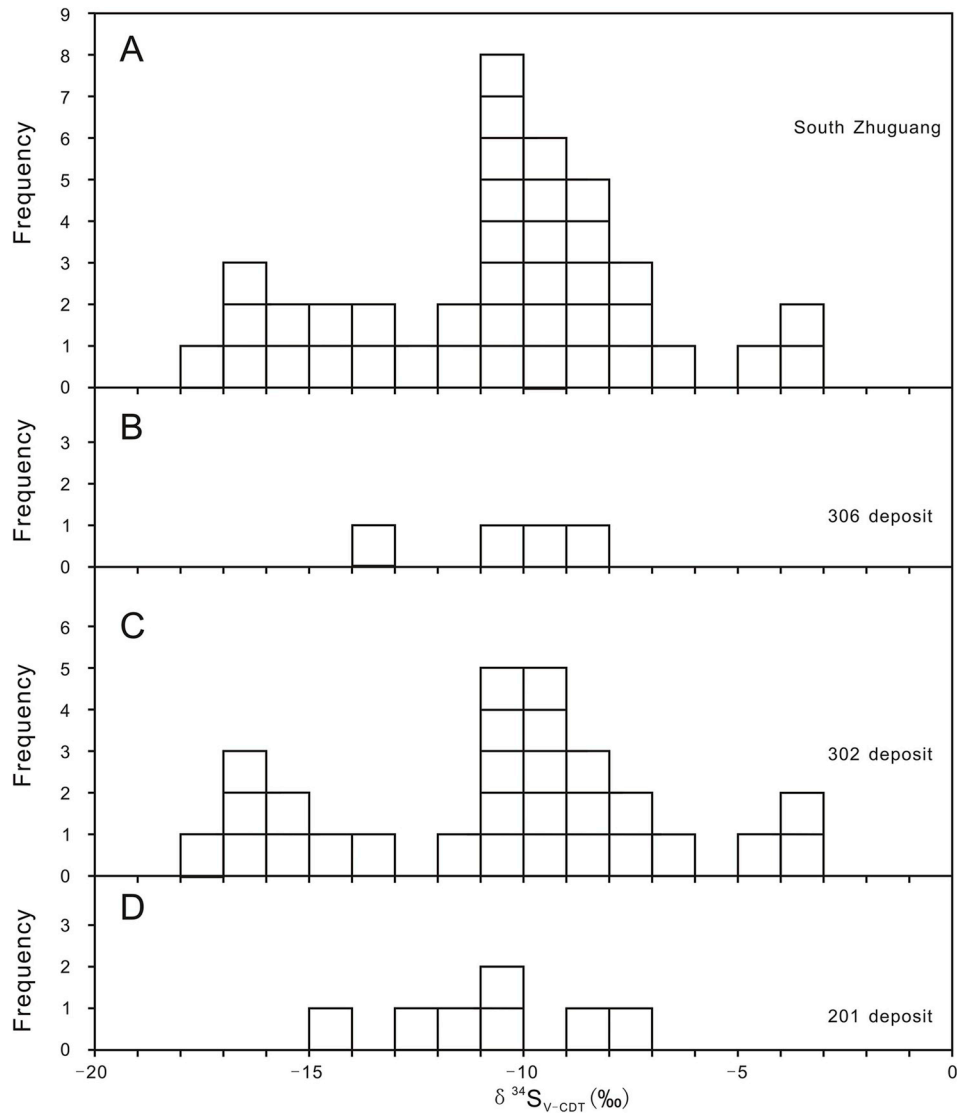 9
8
7
6
5
4
3
2
1
0
Frequency
A
South Zhuguang
3
2
1
0
Frequency
B
306 deposit
6
5
4
3
2
1
0
Frequency
C
302 deposit
3
2
1
0
Frequency
D
201 deposit
-20 -15 -10 -5 0
δ ³⁴S V-CDT (‰)